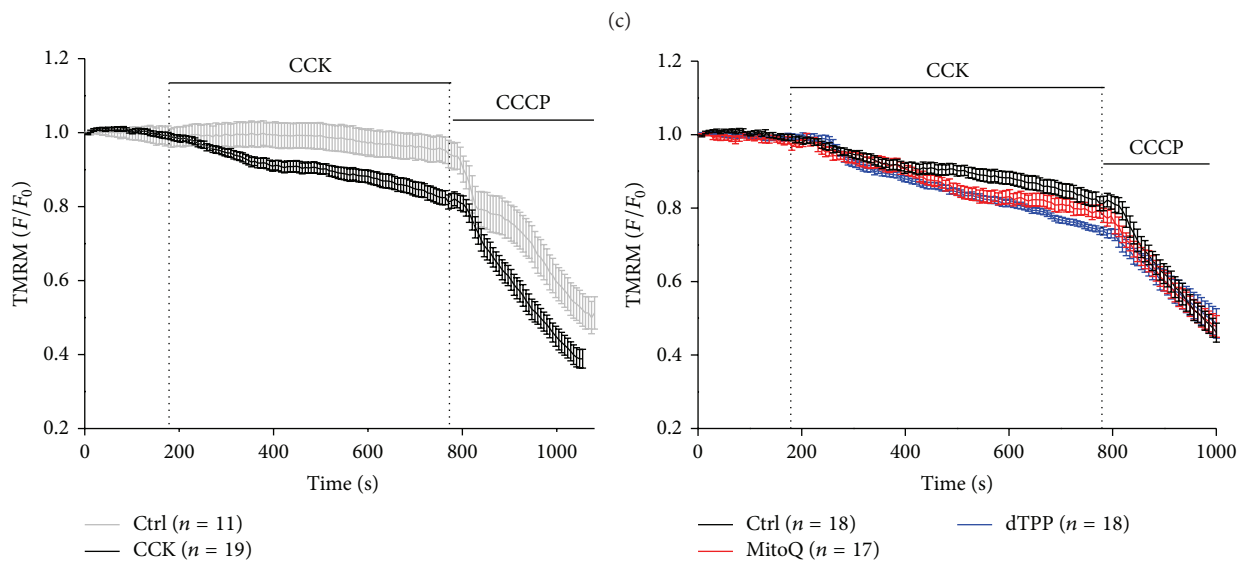 (c)
CCK
CCCP
1.2
1.0
0.8
0.6
0.4
0.2
TMRM (F/F0)
0
200
400
600
800
1000
Time (s)
Ctrl (n = 11)
CCK (n = 19)
CCK
CCCP
1.2
1.0
0.8
0.6
0.4
0.2
TMRM (F/F0)
0
200
400
600
800
1000
Time (s)
Ctrl (n = 18)
dTPP (n = 18)
MitoQ (n = 17)